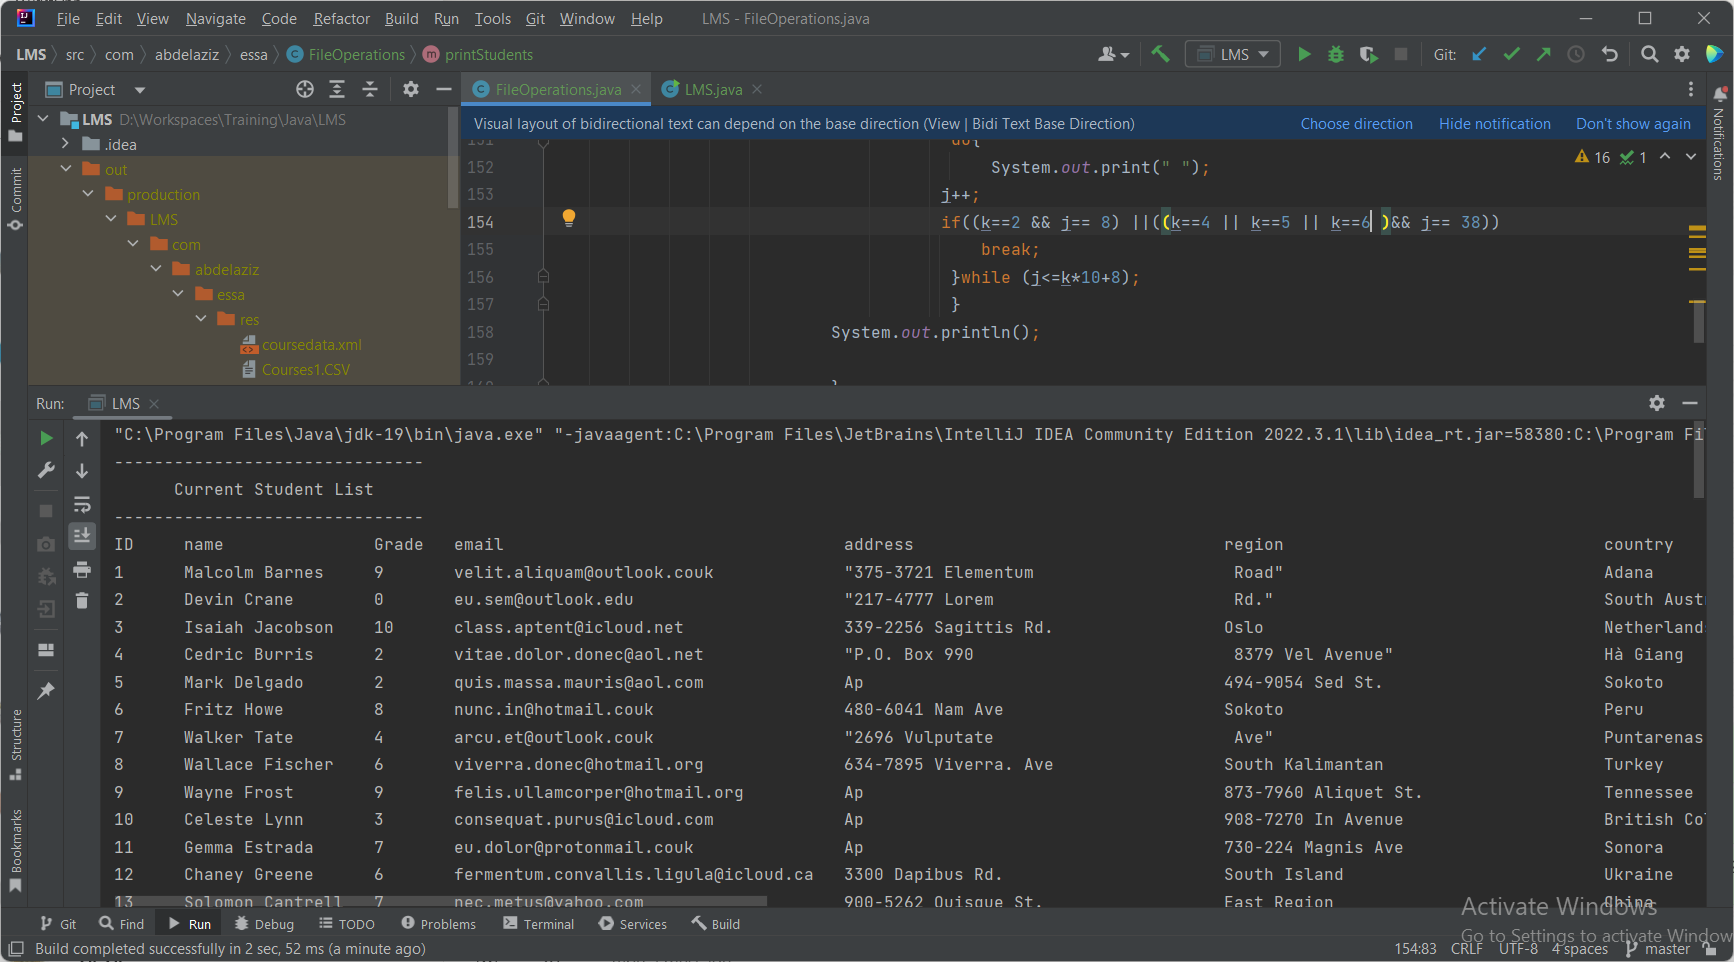 File Edit View Navigate Code Refactor Build Run Tools Git Window Help LMS - FileOperations.java
LMS src com abdelaziz essa FileOperations printStudents LMS Git:
Project
Project
FileOperations.java LMS.java
Visual layout of bidirectional text can depend on the base direction (View | Bidi Text Base Direction) Choose direction Hide notification Don't show again
Notifications
LMS D:\Workspaces\Training\Java\LMS
.idea
out
production
LMS
com
abdelaziz
essa
res
coursedata.xml
Courses1.CSV
Commit
16 1
151 do{
152 System.out.print(" ");
153 j++;
154 if((k==2 && j== 8) ||((k==4 || k==5 || k==6 )&& j== 38))
155 break;
156 }while (j<=k*10+8);
157 }
158 System.out.println();
159
160 }
Run: LMS
"C:\Program Files\Java\jdk-19\bin\java.exe" "-javaagent:C:\Program Files\JetBrains\IntelliJ IDEA Community Edition 2022.3.1\lib\idea_rt.jar=58380:C:\Program Fi
-------------------------------
Current Student List
-------------------------------
ID name Grade email address region country
1 Malcolm Barnes 9 velit.aliquam@outlook.couk "375-3721 Elementum Road" Adana
2 Devin Crane 0 eu.sem@outlook.edu "217-4777 Lorem Rd." South Aust
3 Isaiah Jacobson 10 class.aptent@icloud.net 339-2256 Sagittis Rd. Oslo Netherland
4 Cedric Burris 2 vitae.dolor.donec@aol.net "P.O. Box 990 8379 Vel Avenue" Hà Giang
5 Mark Delgado 2 quis.massa.mauris@aol.com Ap 494-9054 Sed St. Sokoto
6 Fritz Howe 8 nunc.in@hotmail.couk 480-6041 Nam Ave Sokoto Peru
7 Walker Tate 4 arcu.et@outlook.couk "2696 Vulputate Ave" Puntarenas
8 Wallace Fischer 6 viverra.donec@hotmail.org 634-7895 Viverra. Ave South Kalimantan Turkey
9 Wayne Frost 9 felis.ullamcorper@hotmail.org Ap 873-7960 Aliquet St. Tennessee
10 Celeste Lynn 3 consequat.purus@icloud.com Ap 908-7270 In Avenue British Co
11 Gemma Estrada 7 eu.dolor@protonmail.couk Ap 730-224 Magnis Ave Sonora
12 Chaney Greene 6 fermentum.convallis.ligula@icloud.ca 3300 Dapibus Rd. South Island Ukraine
13 Solomon Cantrell 7 nec.metus@yahoo.com 900-5262 Quisque St. East Region China
Structure
Bookmarks
Activate Windows
Go to Settings to activate Window
Git Find Run Debug TODO Problems Terminal Services Build
Build completed successfully in 2 sec, 52 ms (a minute ago) 154:83 CRLF UTF-8 4 spaces master